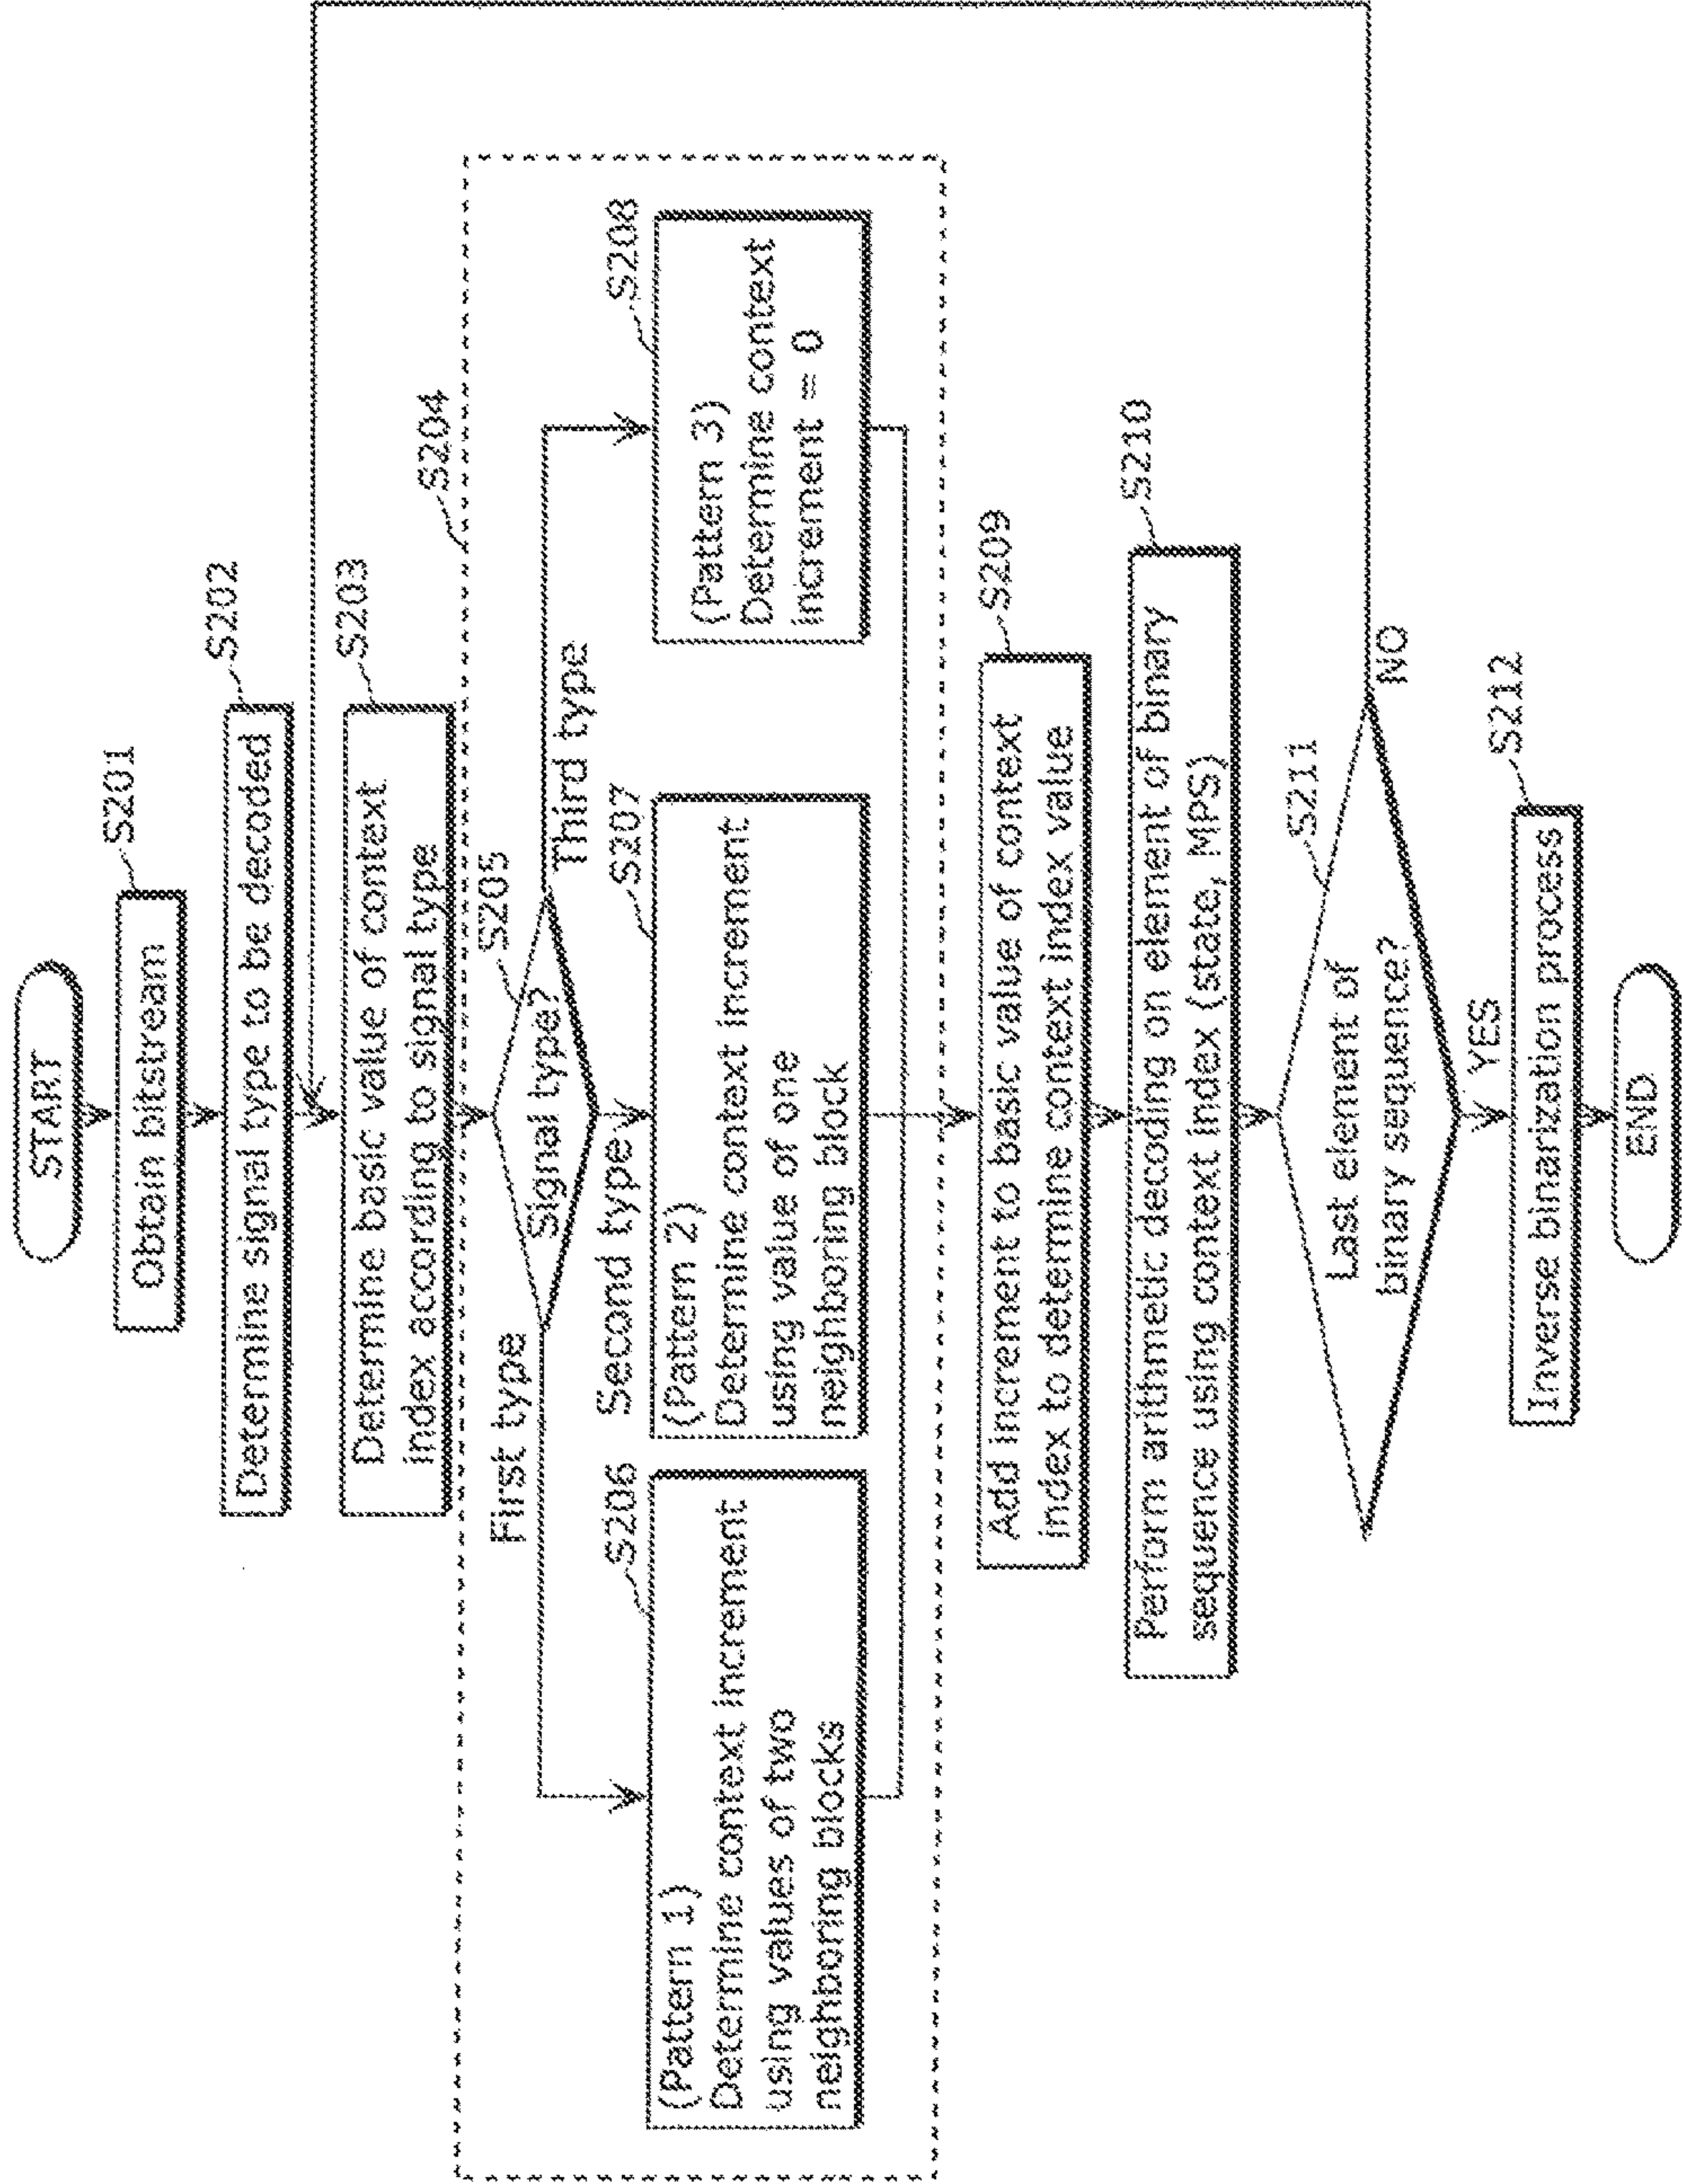 START
S201
Obtain bitstream
S202
Determine signal type to be decoded
S203
Determine basic value of context
index according to signal type
S204
S205
Signal type?
First type
Second type
Third type
S206
(Pattern 1)
Determine context increment
using values of two
neighboring blocks
S207
(Pattern 2)
Determine context increment
using value of one
neighboring block
S208
(Pattern 3)
Determine context
increment = 0
S209
Add increment to basic value of context
index to determine context index value
S210
Perform arithmetic decoding on element of binary
sequence using context index (state, MPS)
S211
Last element of
binary sequence?
NO
YES
S212
Inverse binarization process
END